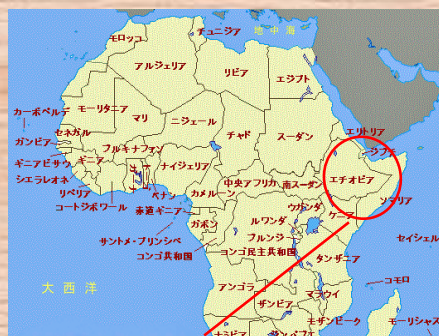 チュニジア
地中海
モロッコ
アルジェリア
リビア
エジプト
カーボベルデ
モーリタニア
マリ
ニジェール
チャド
スーダン
エリトリア
ジブチ
セネガル
ガンビア
ギニアビサウ
ギニア
ブルキナファソ
シエラレオネ
リベリア
コートジボワール
ベナン
ナイジェリア
カメルーン
中央アフリカ
南スーダン
エチオピア
ソマリア
赤道ギニア
ガボン
ウガンダ
ケニア
ルワンダ
サントメ・プリンシペ
コンゴ共和国
コンゴ民主共和国
ブルンジ
タンザニア
セイシェル
大西洋
アンゴラ
ザンビア
マラウイ
コモロ
モザンビーク
モーリシャス